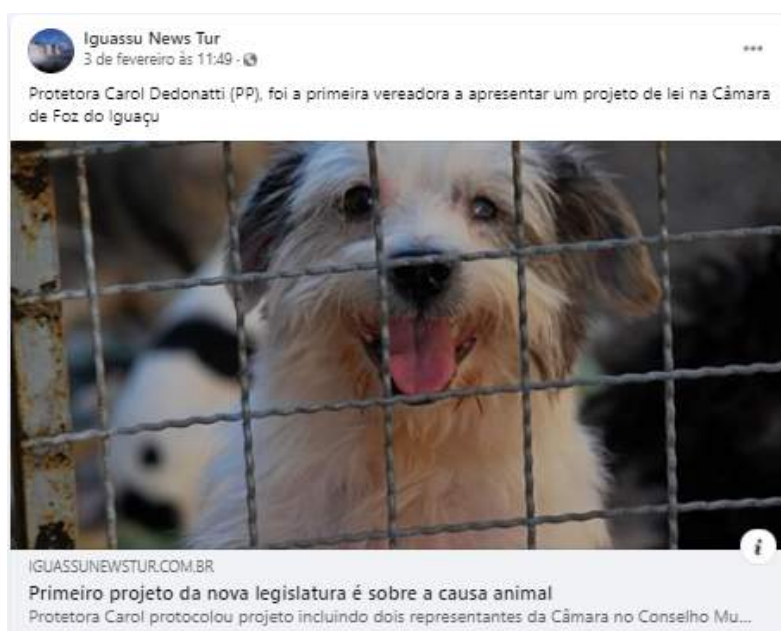 Iguassu News Tur
3 de fevereiro às 11:49 ·
Protetora Carol Dedonatti (PP), foi a primeira vereadora a apresentar um projeto de lei na Câmara
de Foz do Iguaçu
IGUASSUNEWSTUR.COM.BR
Primeiro projeto da nova legislatura é sobre a causa animal
Protetora Carol protocolou projeto incluindo dois representantes da Câmara no Conselho Mu...